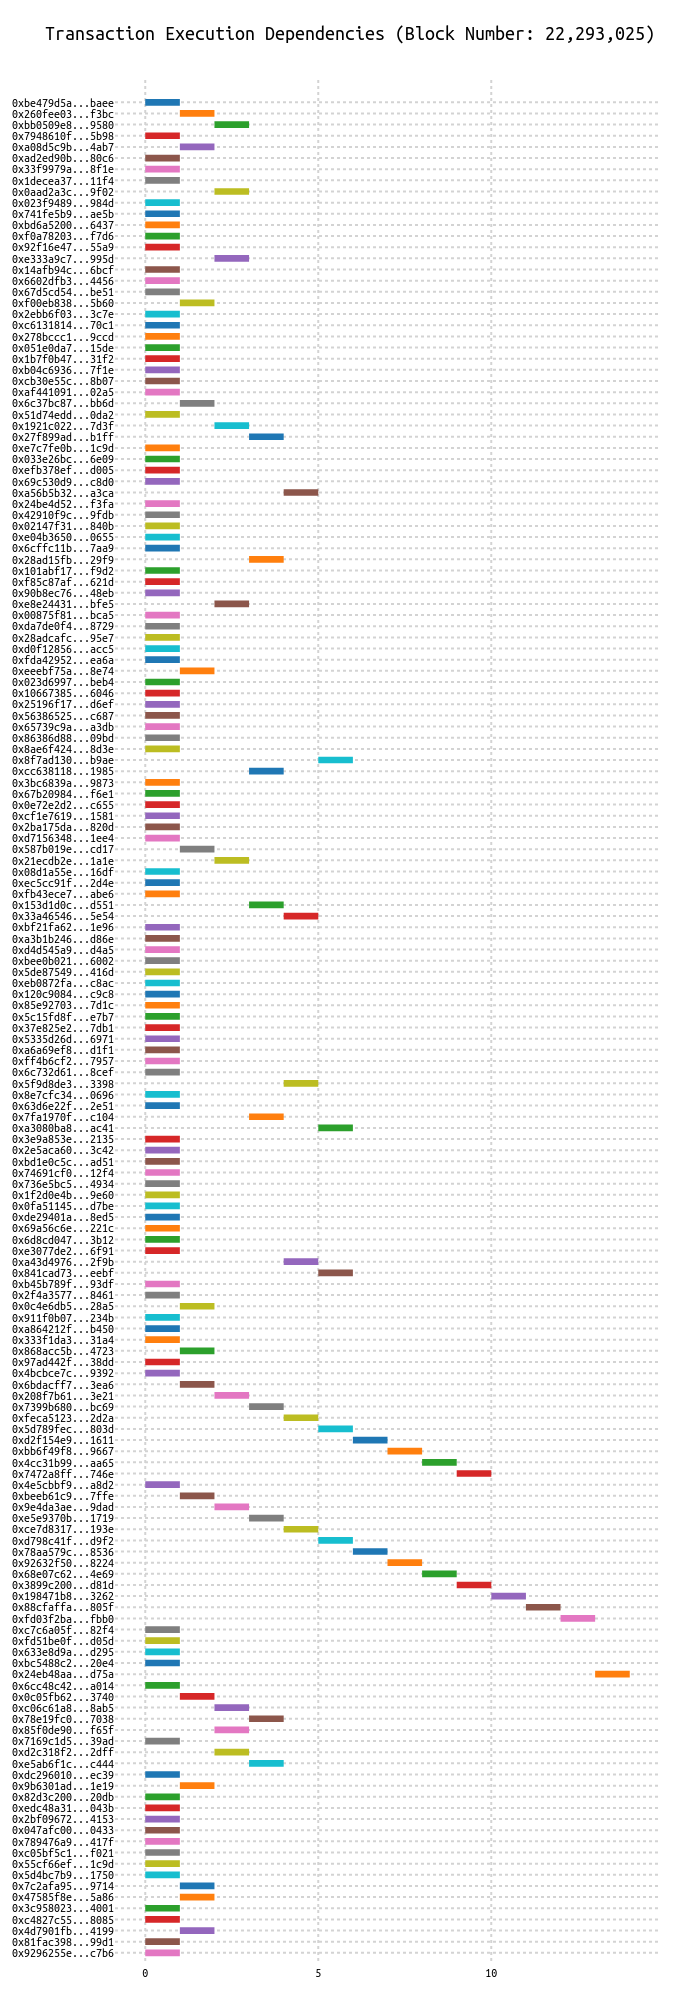 Transaction Execution Dependencies (Block Number: 22,293,025)
0xbe479d5a...baee
0x260fee03...f3bc
0xbb0509e8...9580
0x7948610f...5b98
0xa08d5c9b...4ab7
0xad2ed90b...80c6
0x33f9979a...8f1e
0x1decea37...11f4
0x0aad2a3c...9f02
0x023f9489...984d
0x741fe5b9...ae5b
0xbd6a5200...6437
0xf0a78203...f7d6
0x92f16e47...55a9
0xe333a9c7...995d
0x14afb94c...6bcf
0x6602dfb3...4456
0x67d5cd54...be51
0xf00eb838...5b60
0x2ebb6f03...3c7e
0xc6131814...70c1
0x278bccc1...9ccd
0x051e0da7...15de
0x1b7f0b47...31f2
0xb04c6936...7f1e
0xcb30e55c...8b07
0xaf441091...02a5
0x6c37bc87...bb6d
0x51d74edd...0da2
0x1921c022...7d3f
0x27f899ad...b1ff
0xe7c7fe0b...1c9d
0x033e26bc...6e09
0xefb378ef...d005
0x69c530d9...c8d0
0xa56b5b32...a3ca
0x24be4d52...f3fa
0x42910f9c...9fdb
0x02147f31...840b
0xe04b3650...0655
0x6cffc11b...7aa9
0x28ad15fb...29f9
0x101abf17...f9d2
0xf85c87af...621d
0x90b8ec76...48eb
0xe8e24431...bfe5
0x00875f81...bca5
0xda7de0f4...8729
0x28adcafc...95e7
0xd0f12856...acc5
0xfda42952...ea6a
0xeeebf75a...8e74
0x023d6997...beb4
0x10667385...6046
0x25196f17...d6ef
0x56386525...c687
0x65739c9a...a3db
0x86386d88...09bd
0x8ae6f424...8d3e
0x8f7ad130...b9ae
0xcc638118...1985
0x3bc6839a...9873
0x67b20984...f6e1
0x0e72e2d2...c655
0xcf1e7619...1581
0x2ba175da...820d
0xd7156348...1ee4
0x587b019e...cd17
0x21ecdb2e...1a1e
0x08d1a55e...16df
0xec5cc91f...2d4e
0xfb43ece7...abe6
0x153d1d0c...d551
0x33a46546...5e54
0xbf21fa62...1e96
0xa3b1b246...d86e
0xd4d545a9...d4a5
0xbee0b021...6002
0x5de87549...416d
0xeb0872fa...c8ac
0x120c9084...c9c8
0x85e92703...7d1c
0x5c15fd8f...e7b7
0x37e825e2...7db1
0x5335d26d...6971
0xa6a69ef8...d1f1
0xff4b6cf2...7957
0x6c732d61...8cef
0x5f9d8de3...3398
0x8e7cfc34...0696
0x63d6e22f...2e51
0x7fa1970f...c104
0xa3080ba8...ac41
0x3e9a853e...2135
0x2e5aca60...3c42
0xbd1e0c5c...ad51
0x74691cf0...12f4
0x736e5bc5...4934
0x1f2d0e4b...9e60
0x0fa51145...d7be
0xde29401a...8ed5
0x69a56c6e...221c
0x6d8cd047...3b12
0xe3077de2...6f91
0xa43d4976...2f9b
0x841cad73...eebf
0xb45b789f...93df
0x2f4a3577...8461
0x0c4e6db5...28a5
0x911f0b07...234b
0xa864212f...b450
0x333f1da3...31a4
0x868acc5b...4723
0x97ad442f...38dd
0x4bcbce7c...9392
0x6bdacff7...3ea6
0x208f7b61...3e21
0x7399b680...bc69
0xfeca5123...2d2a
0x5d789fec...803d
0xd2f154e9...1611
0xbb6f49f8...9667
0x4cc31b99...aa65
0x7472a8ff...746e
0x4e5cbbf9...a8d2
0xbeeb61c9...7ffe
0x9e4da3ae...9dad
0xe5e9370b...1719
0xce7d8317...193e
0xd798c41f...d9f2
0x78aa579c...8536
0x92632f50...8224
0x68e07c62...4e69
0x3899c200...d81d
0x198471b8...3262
0x88cfaffa...805f
0xfd03f2ba...fbb0
0xc7c6a05f...82f4
0xfd51be0f...d05d
0x633e8d9a...d295
0xbc5488c2...20e4
0x24eb48aa...d75a
0x6cc48c42...a014
0x0c05fb62...3740
0xc06c61a8...8ab5
0x78e19fc0...7038
0x85f0de90...f65f
0x7169c1d5...39ad
0xd2c318f2...2dff
0xe5ab6f1c...c444
0xdc296010...ec39
0x9b6301ad...1e19
0x82d3c200...20db
0xedc48a31...043b
0x2bf09672...4153
0x047afc00...0433
0x789476a9...417f
0xc05bf5c1...f021
0x55cf66ef...1c9d
0x5d4bc7b9...1750
0x7c2afa95...9714
0x47585f8e...5a86
0x3c958023...4001
0xc4827c55...8085
0x4d7901fb...4199
0x81fac398...99d1
0x9296255e...c7b6
0 5 10